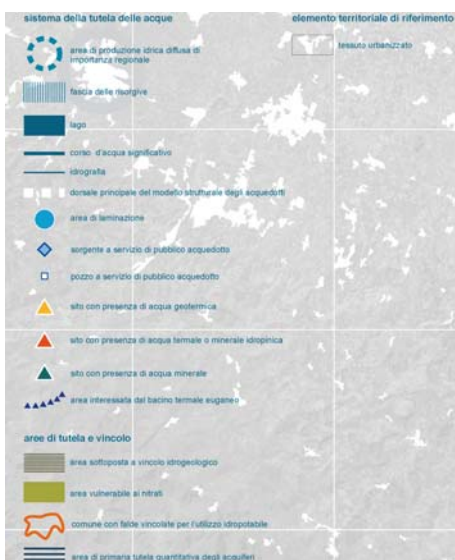 sistema della tutela delle acque
area di produzione idrica diffusa di
importanza regionale
fascia delle risorgive
lago
corso d'acqua significativo
idrografia
dorsale principale del modello strutturale degli acquedotti
area di laminazione
sorgente a servizio di pubblico acquedotto
pozzo a servizio di pubblico acquedotto
sito con presenza di acqua geotermica
sito con presenza di acqua termale o minerale idropinica
sito con presenza di acqua minerale
area interessata dal bacino termale euganeo
aree di tutela e vincolo
area sottoposta a vincolo idrogeologico
area vulnerabile ai nitrati
comune con falde vincolate per l'utilizzo idropotabile
area di primaria tutela quantitativa degli acquiferi
elemento territoriale di riferimento
tessuto urbanizzato